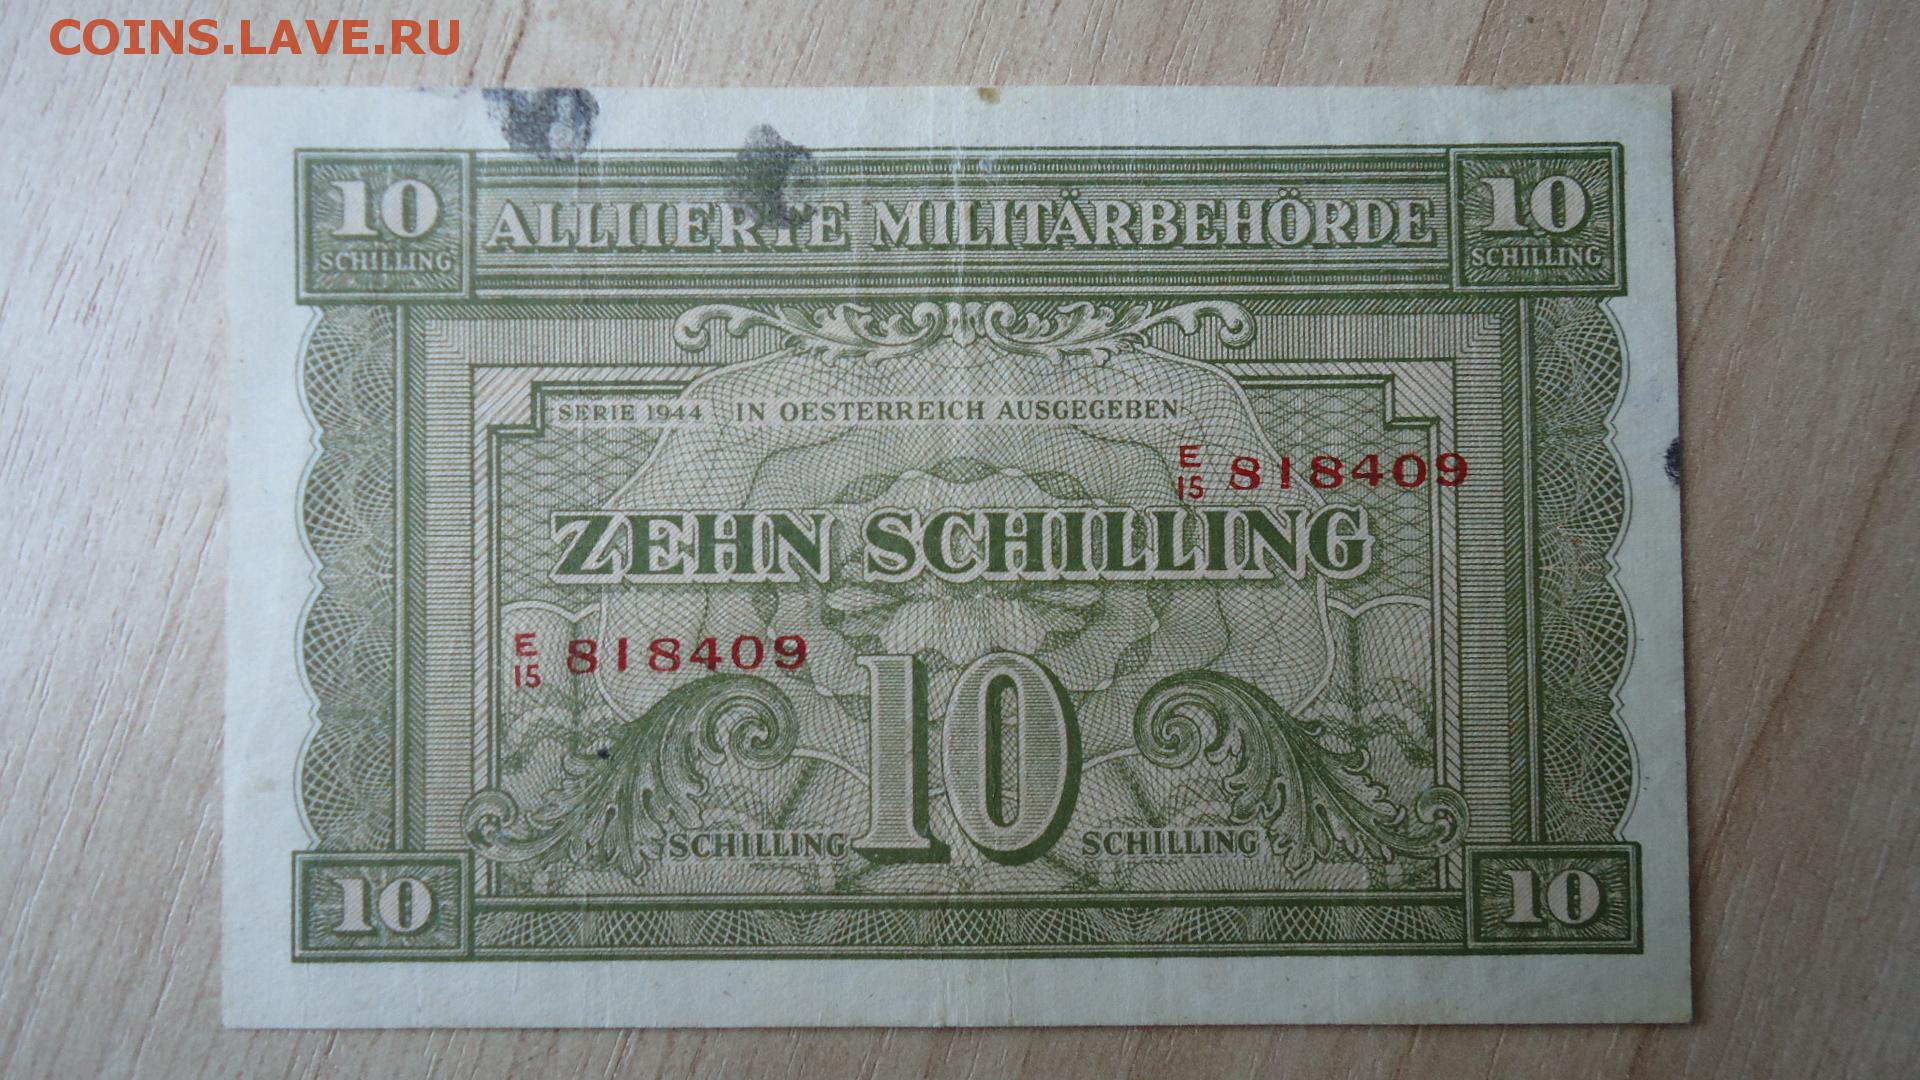 COINS.LAVE.RU
10 ALLIIERTE MILITÄRBEHÖRDE 10
SCHILLING SCHILLING
SERIE 1944 IN OESTERREICH AUSGEGEBEN
E
15 818409
ZEHN SCHILLING
E
15 818409
SCHILLING 10 SCHILLING
10 10